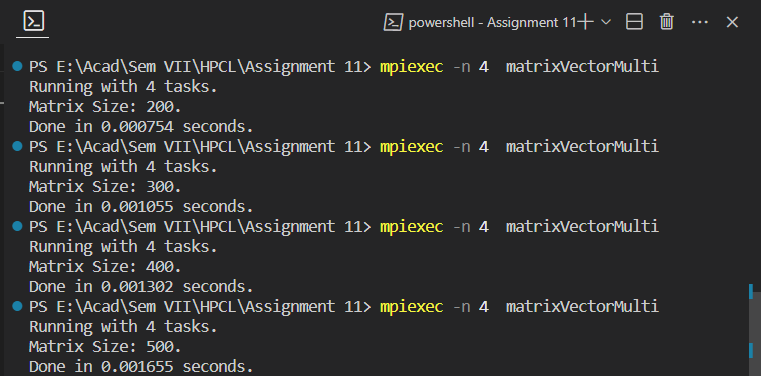 powershell - Assignment 11
PS E:\Acad\Sem VII\HPCL\Assignment 11> mpiexec -n 4  matrixVectorMulti
Running with 4 tasks.
Matrix Size: 200.
Done in 0.000754 seconds.
PS E:\Acad\Sem VII\HPCL\Assignment 11> mpiexec -n 4  matrixVectorMulti
Running with 4 tasks.
Matrix Size: 300.
Done in 0.001055 seconds.
PS E:\Acad\Sem VII\HPCL\Assignment 11> mpiexec -n 4  matrixVectorMulti
Running with 4 tasks.
Matrix Size: 400.
Done in 0.001302 seconds.
PS E:\Acad\Sem VII\HPCL\Assignment 11> mpiexec -n 4  matrixVectorMulti
Running with 4 tasks.
Matrix Size: 500.
Done in 0.001655 seconds.